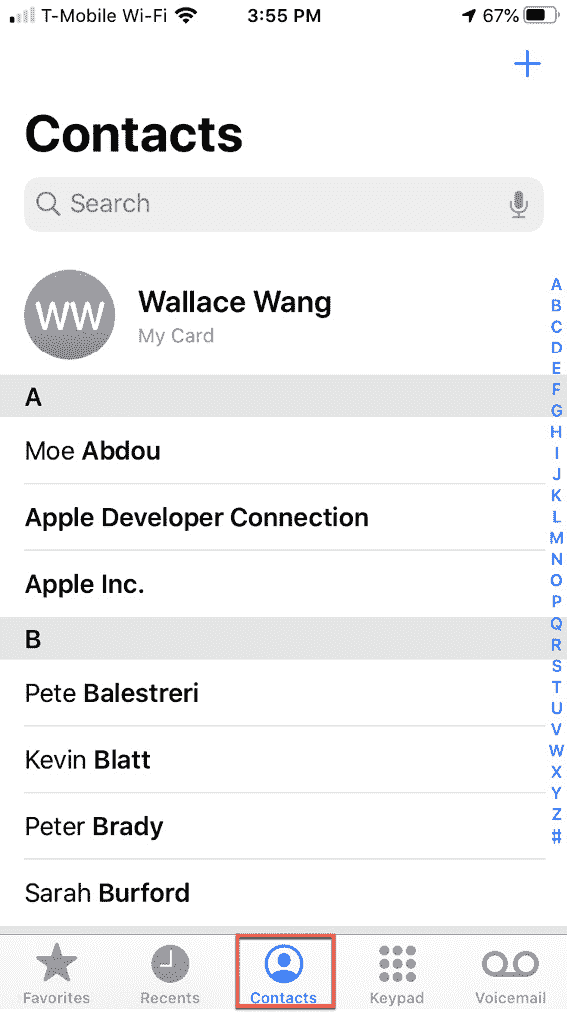 T-Mobile Wi-Fi 3:55 PM 67%
+
Contacts
Search
WW
Wallace Wang
My Card
A
Moe Abdou
Apple Developer Connection
Apple Inc.
B
Pete Balestreri
Kevin Blatt
Peter Brady
Sarah Burford
A
B
C
D
E
F
G
H
I
J
K
L
M
N
O
P
Q
R
S
T
U
V
W
X
Y
Z
#
Favorites Recents Contacts Keypad Voicemail